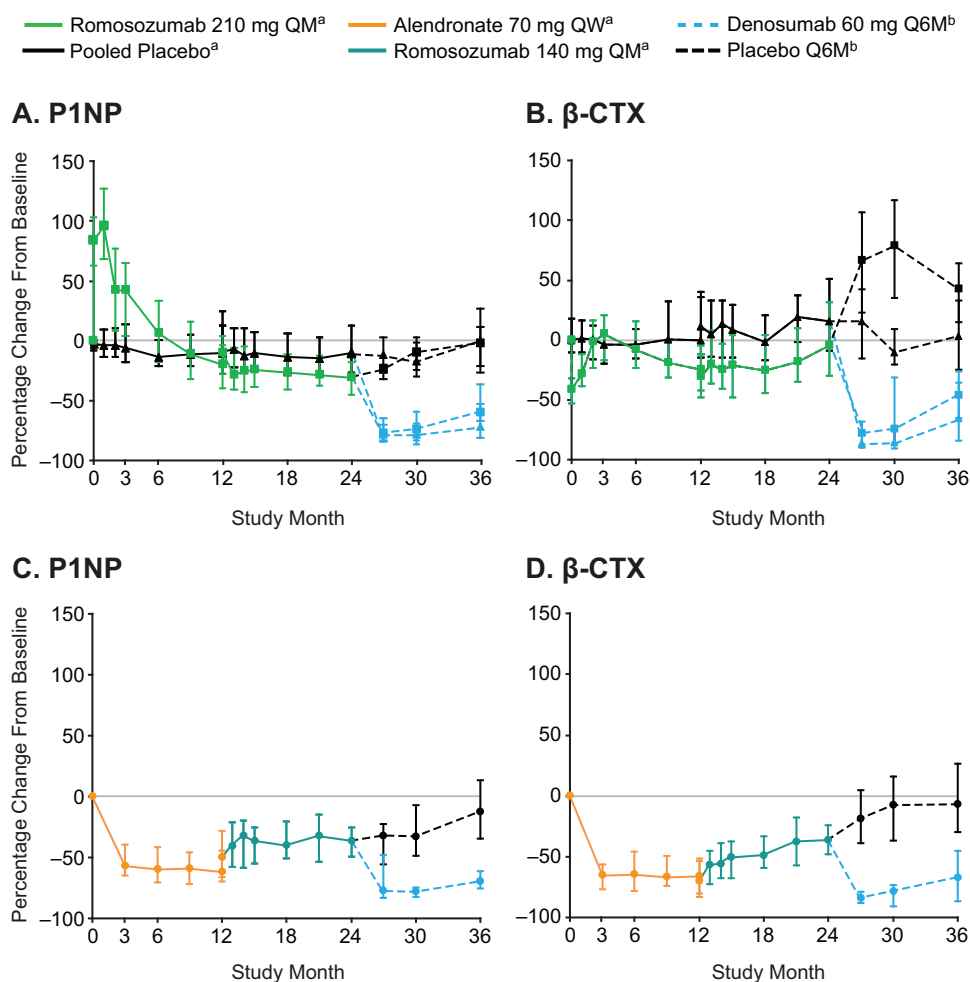 Romosozumab 210 mg QMᵃ Alendronate 70 mg QWᵃ Denosumab 60 mg Q6Mᵇ
Pooled Placeboᵃ Romosozumab 140 mg QMᵃ Placebo Q6Mᵇ
A. P1NP B. β-CTX
Percentage Change From Baseline
150 150
100 100
50 50
0 0
–50 –50
–100 –100
0 3 6 12 18 24 30 36 0 3 6 12 18 24 30 36
Study Month Study Month
C. P1NP D. β-CTX
Percentage Change From Baseline
150 150
100 100
50 50
0 0
–50 –50
–100 –100
0 3 6 12 18 24 30 36 0 3 6 12 18 24 30 36
Study Month Study Month